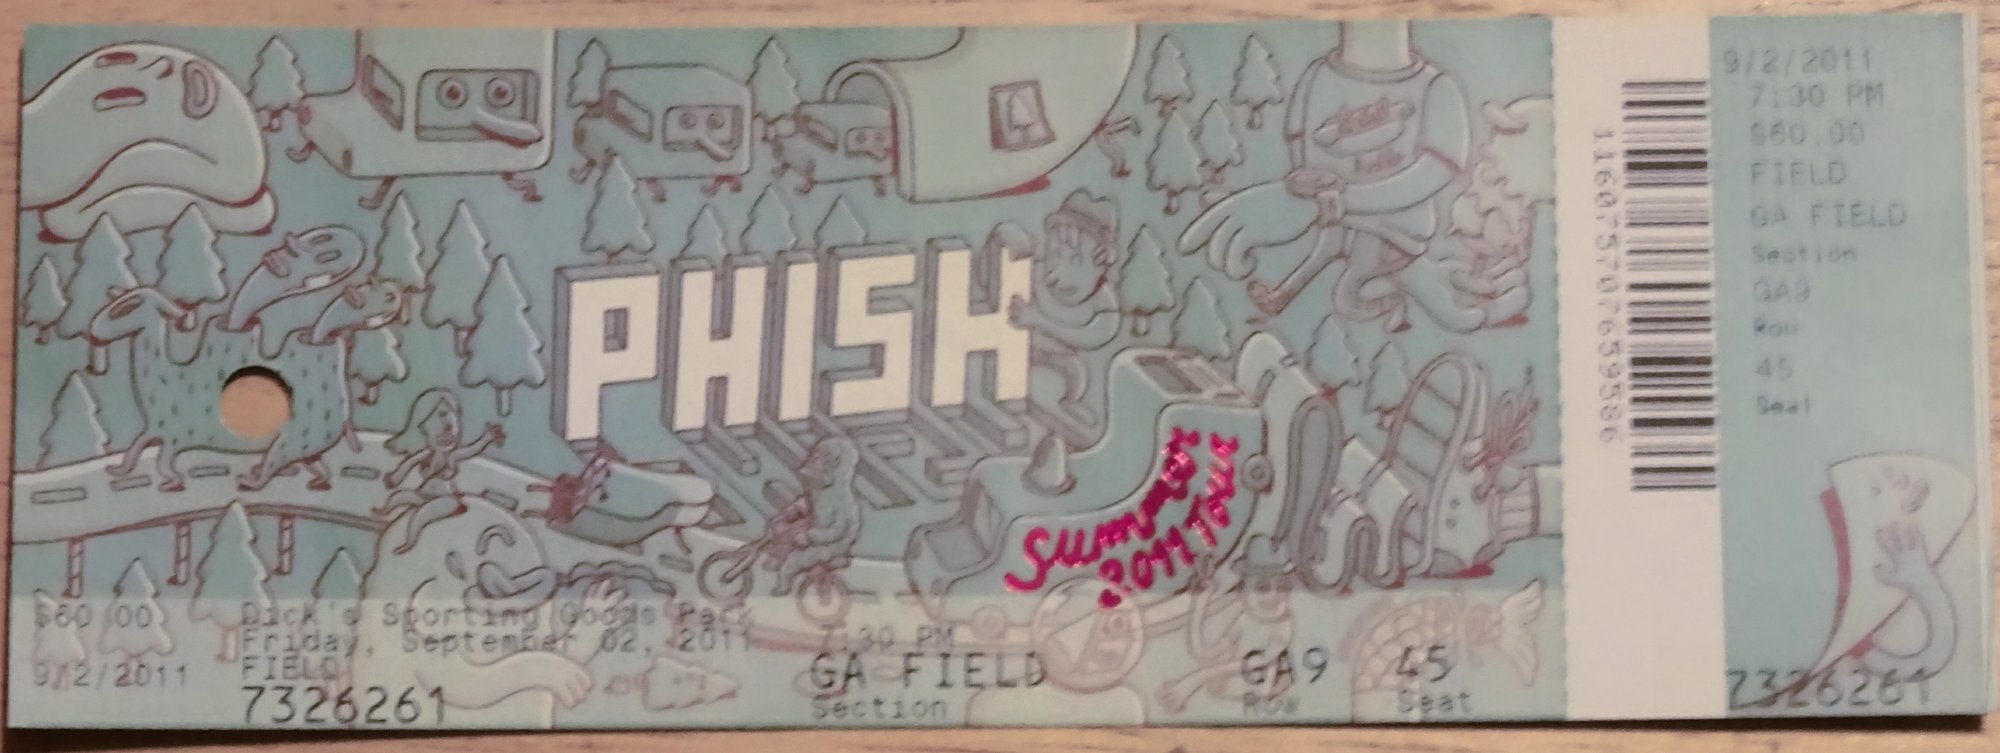 PHISH
Summer
2011 Tour
$60.00
9/2/2011
Dick's Sporting Goods Park
Friday, September 02, 2011
FIELD
7326261
7:30 PM
GA FIELD
Section
GA9
Row
45
Seat
116075707659586
9/2/2011
7:30 PM
$60.00
FIELD
GA FIELD
Section
GA9
Row
45
Seat
7326261